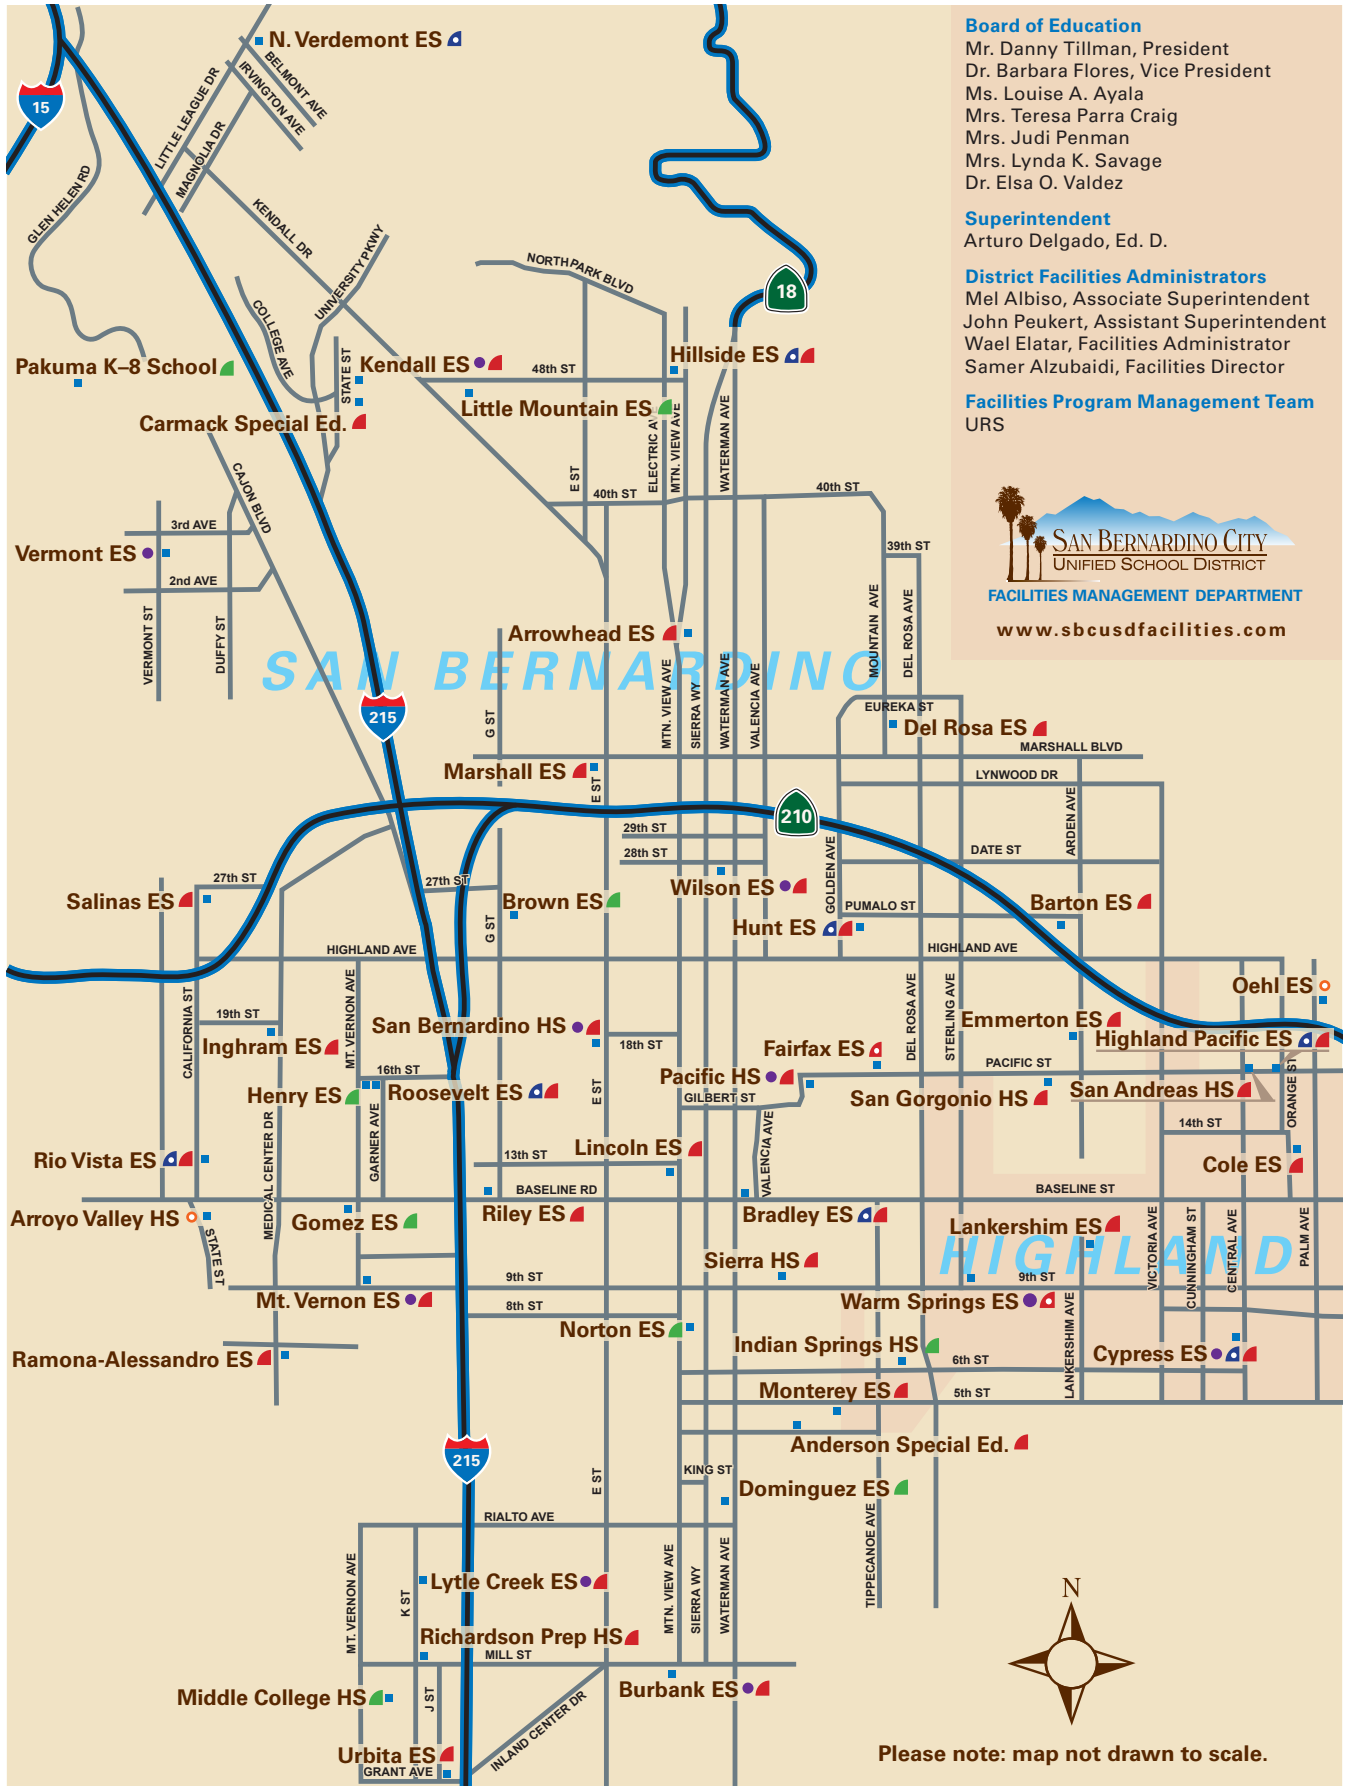 Board of Education
Mr. Danny Tillman, President
Dr. Barbara Flores, Vice President
Ms. Louise A. Ayala
Mrs. Teresa Parra Craig
Mrs. Judi Penman
Mrs. Lynda K. Savage
Dr. Elsa O. Valdez
Superintendent
Arturo Delgado, Ed. D.
District Facilities Administrators
Mel Albiso, Associate Superintendent
John Peukert, Assistant Superintendent
Wael Elatar, Facilities Administrator
Samer Alzubaidi, Facilities Director
Facilities Program Management Team
URS
SAN BERNARDINO CITY
UNIFIED SCHOOL DISTRICT
FACILITIES MANAGEMENT DEPARTMENT
www.sbcusdfacilities.com
N. Verdemont ES
BELMONT AVE
IRVINGTON AVE
LITTLE LEAGUE DR
MAGNOLIA DR
15
GLEN HELEN RD
KENDALL DR
UNIVERSITY PKWY
COLLEGE AVE
STATE ST
NORTHPARK BLVD
18
Pakuma K–8 School
Kendall ES
48th ST
Hillside ES
Little Mountain ES
Carmack Special Ed.
ELECTRIC AVE
MTN. VIEW AVE
WATERMAN AVE
E ST
40th ST
40th ST
CAJON BLVD
3rd AVE
Vermont ES
2nd AVE
VERMONT ST
DUFFY ST
39th ST
MOUNTAIN AVE
DEL ROSA AVE
Arrowhead ES
SAN BERNARDINO
MTN. VIEW AVE
SIERRA WY
WATERMAN AVE
VALENCIA AVE
G ST
215
EUREKA ST
Del Rosa ES
MARSHALL BLVD
Marshall ES
E ST
LYNWOOD DR
ARDEN AVE
210
29th ST
28th ST
DATE ST
GOLDEN AVE
27th ST
27th ST
Salinas ES
Brown ES
Wilson ES
PUMALO ST
Barton ES
Hunt ES
G ST
HIGHLAND AVE
HIGHLAND AVE
CALIFORNIA ST
MT. VERNON AVE
DEL ROSA AVE
STERLING AVE
Oehl ES
19th ST
Inghram ES
San Bernardino HS
18th ST
Emmerton ES
Highland Pacific ES
Fairfax ES
PACIFIC ST
16th ST
Henry ES
Roosevelt ES
E ST
Pacific HS
GILBERT ST
San Gorgonio HS
San Andreas HS
ORANGE ST
MEDICAL CENTER DR
GARNER AVE
VALENCIA AVE
14th ST
Rio Vista ES
13th ST
Lincoln ES
Cole ES
BASELINE RD
BASELINE ST
Arroyo Valley HS
STATE ST
Gomez ES
Riley ES
Bradley ES
Lankershim ES
HIGHLAND
VICTORIA AVE
CUNNINGHAM ST
CENTRAL AVE
PALM AVE
Sierra HS
9th ST
9th ST
Mt. Vernon ES
8th ST
Warm Springs ES
LANKERSHIM AVE
Norton ES
Indian Springs HS
Ramona-Alessandro ES
6th ST
Cypress ES
Monterey ES
5th ST
Anderson Special Ed.
215
KING ST
E ST
Dominguez ES
RIALTO AVE
TIPPECANOE AVE
MT. VERNON AVE
K ST
Lytle Creek ES
MTN. VIEW AVE
SIERRA WY
WATERMAN AVE
N
Richardson Prep HS
MILL ST
Middle College HS
J ST
Burbank ES
INLAND CENTER DR
Urbita ES
GRANT AVE
Please note: map not drawn to scale.